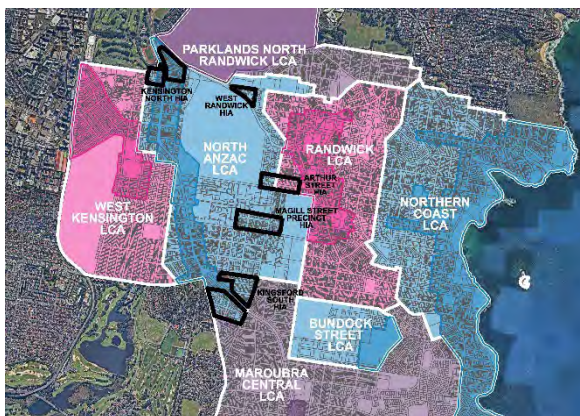 PARKLANDS NORTH
RANDWICK LCA
KENSINGTON
NORTH HIA
WEST
RANDWICK
HIA
NORTH
ANZAC
LCA
RANDWICK
LCA
ARTHUR
STREET
HIA
WEST
KENSINGTON
LCA
MAGILL STREET
PRECINCT
HIA
NORTHERN
COAST LCA
KINGSFORD
SOUTH
HIA
BUNDOCK
STREET
LCA
MAROUBRA
CENTRAL
LCA